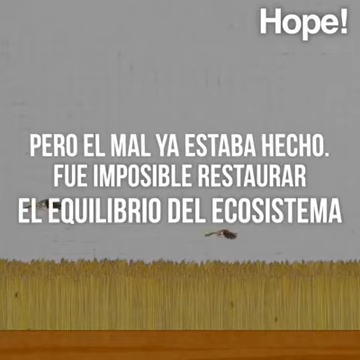 Hope!
PERO EL MAL YA ESTABA HECHO.
FUE IMPOSIBLE RESTAURAR
EL EQUILIBRIO DEL ECOSISTEMA